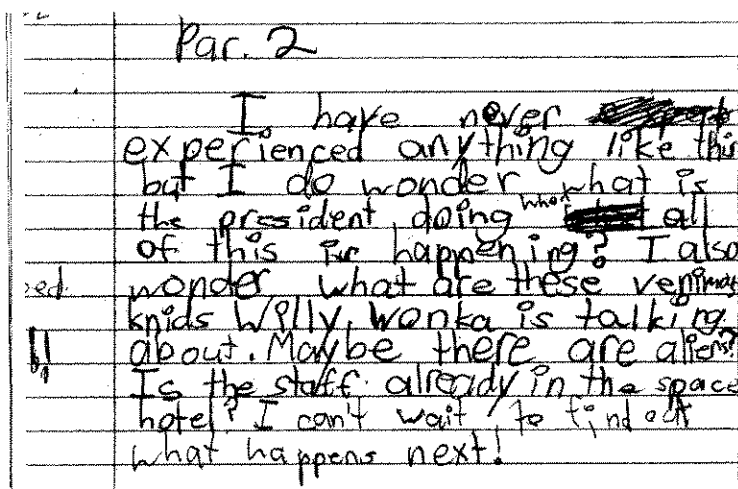 Par. 2
I have never
experienced anything like this
but I do wonder what is
the president doing when all
of this is happening? I also
wonder what are these
knids Willy Wonka is talking
about. Maybe there are aliens?
Is the staff already in the space
hotel? I can't wait to find out
what happens next!